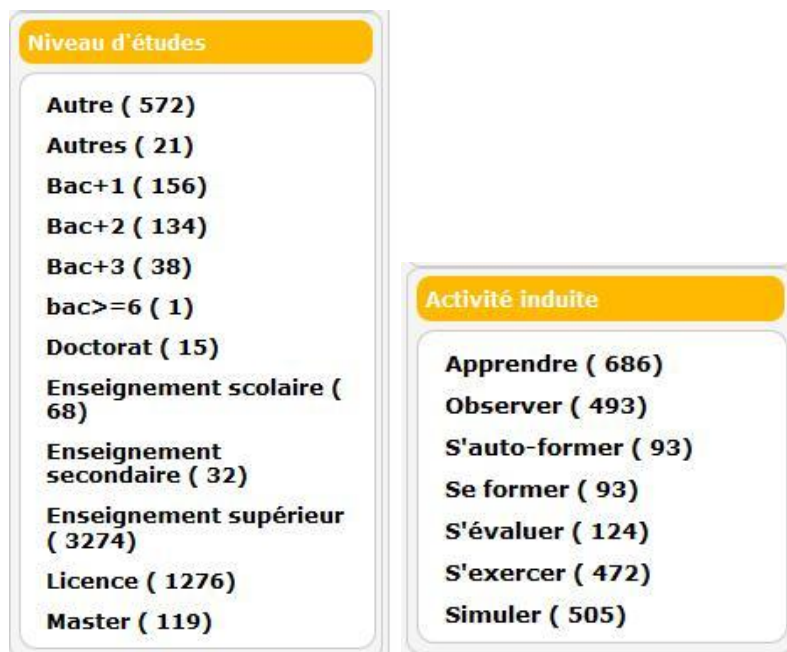 Niveau d'études
Autre ( 572)
Autres ( 21)
Bac+1 ( 156)
Bac+2 ( 134)
Bac+3 ( 38)
bac>=6 ( 1)
Doctorat ( 15)
Enseignement scolaire (
68)
Enseignement
secondaire ( 32)
Enseignement supérieur
( 3274)
Licence ( 1276)
Master ( 119)
Activité induite
Apprendre ( 686)
Observer ( 493)
S'auto-former ( 93)
Se former ( 93)
S'évaluer ( 124)
S'exercer ( 472)
Simuler ( 505)